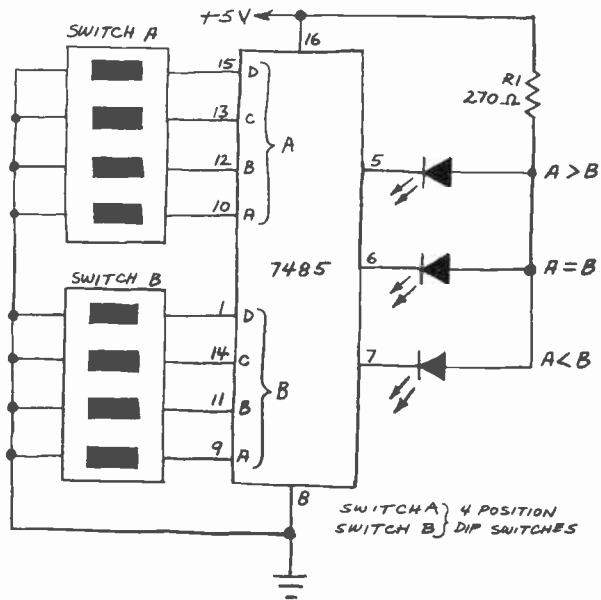 +5V
16
SWITCH A
15 D
13 C
12 B
10 A
A
R1
270Ω
5
A>B
7485
6
A=B
SWITCH B
1 D
14 C
11 B
9 A
B
7
A<B
8
SWITCH A } 4 POSITION
SWITCH B } DIP SWITCHES